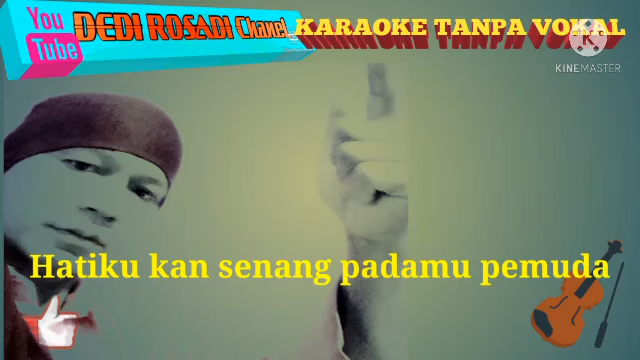 You
Tube
DEDI ROSADI Chanel
KARAOKE TANPA VOKAL
KINEMASTER
Hatiku kan senang padamu pemuda